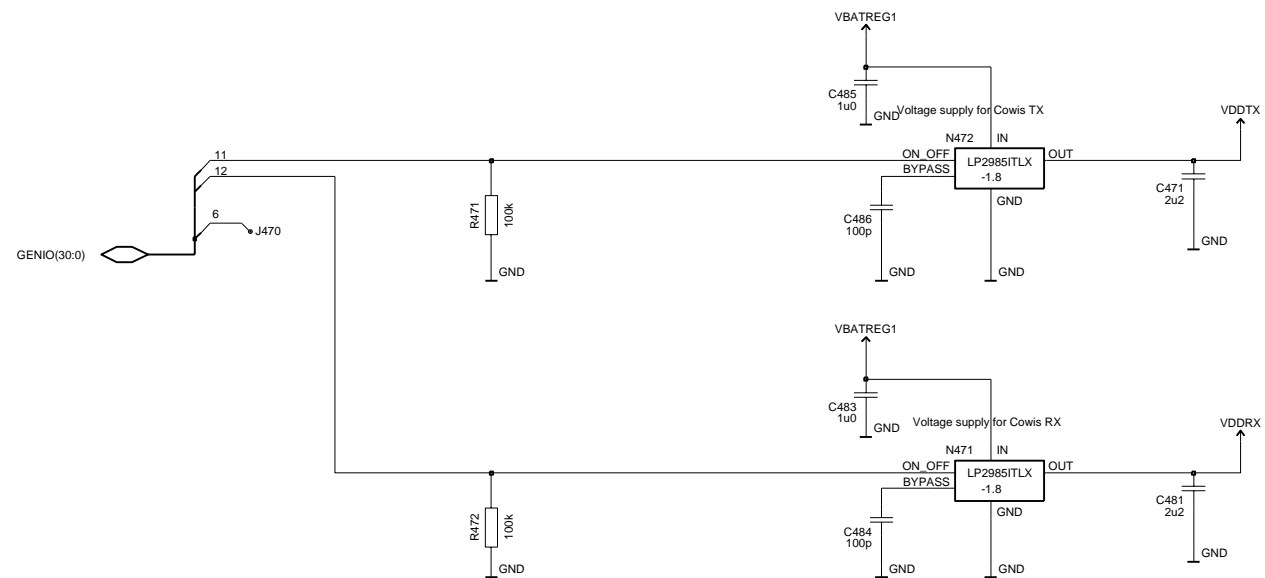 VBATREG1
C485
1u0
GND
Voltage supply for Cowis TX
VDDTX
N472
IN
11
ON_OFF
LP2985ITLX
OUT
12
BYPASS
-1.8
C471
2u2
R471
100k
GND
C486
100p
6
J470
GND
GENIO(30:0)
GND
GND
GND
VBATREG1
C483
1u0
GND
Voltage supply for Cowis RX
VDDRX
N471
IN
ON_OFF
LP2985ITLX
OUT
BYPASS
-1.8
C481
2u2
R472
100k
GND
C484
100p
GND
GND
GND
GND